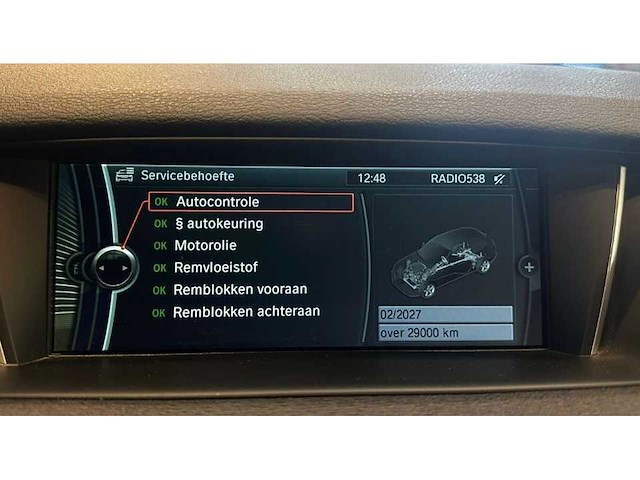 Servicebehoefte 12:48 RADIO538
OK Autocontrole
OK § autokeuring
OK Motorolie
OK Remvloeistof
OK Remblokken vooraan
OK Remblokken achteraan
02/2027
over 29000 km